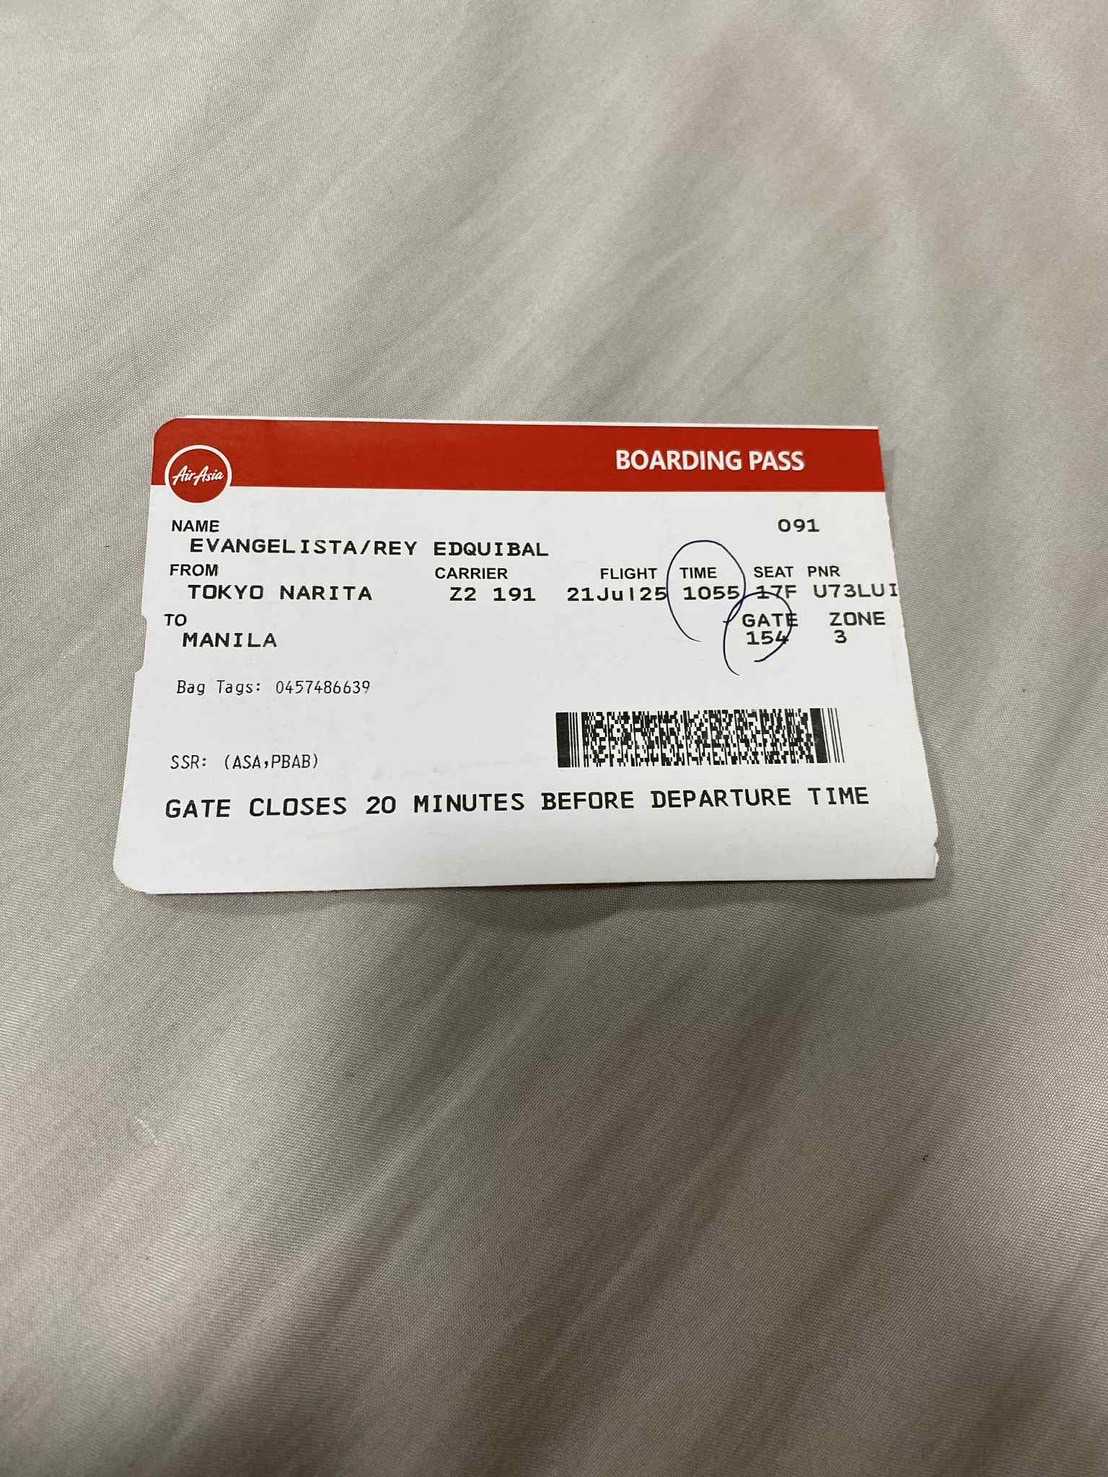 AirAsia
BOARDING PASS
NAME 091
EVANGELISTA/REY EDQUIBAL
FROM CARRIER FLIGHT TIME SEAT PNR
TOKYO NARITA Z2 191 21Jul25 1055 17F U73LUI
TO GATE ZONE
MANILA 154 3
Bag Tags: 0457486639
SSR: (ASA,PBAB)
GATE CLOSES 20 MINUTES BEFORE DEPARTURE TIME